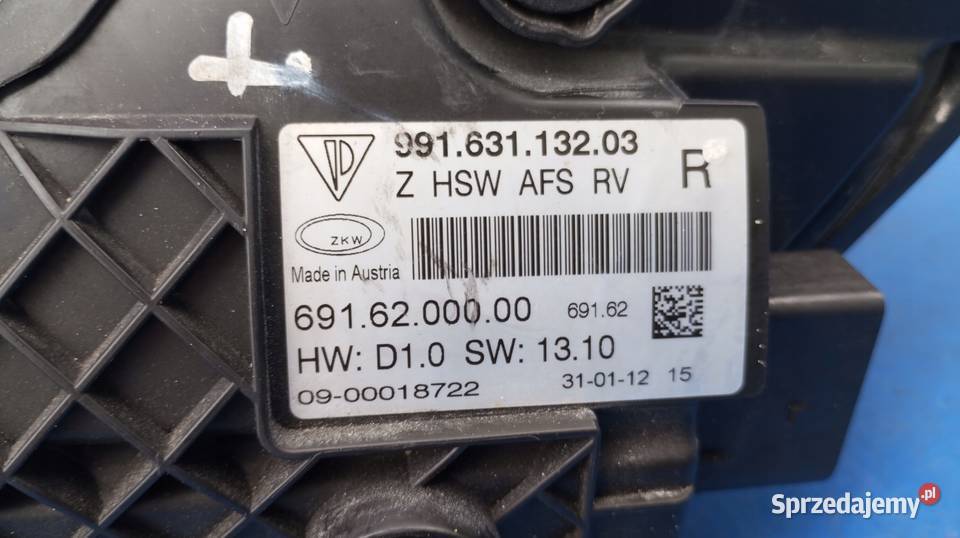 991.631.132.03
Z HSW AFS RV R
ZKW
Made in Austria
691.62.000.00 691.62
HW: D1.0 SW: 13.10
09-00018722 31-01-12 15
Sprzedajemy.pl